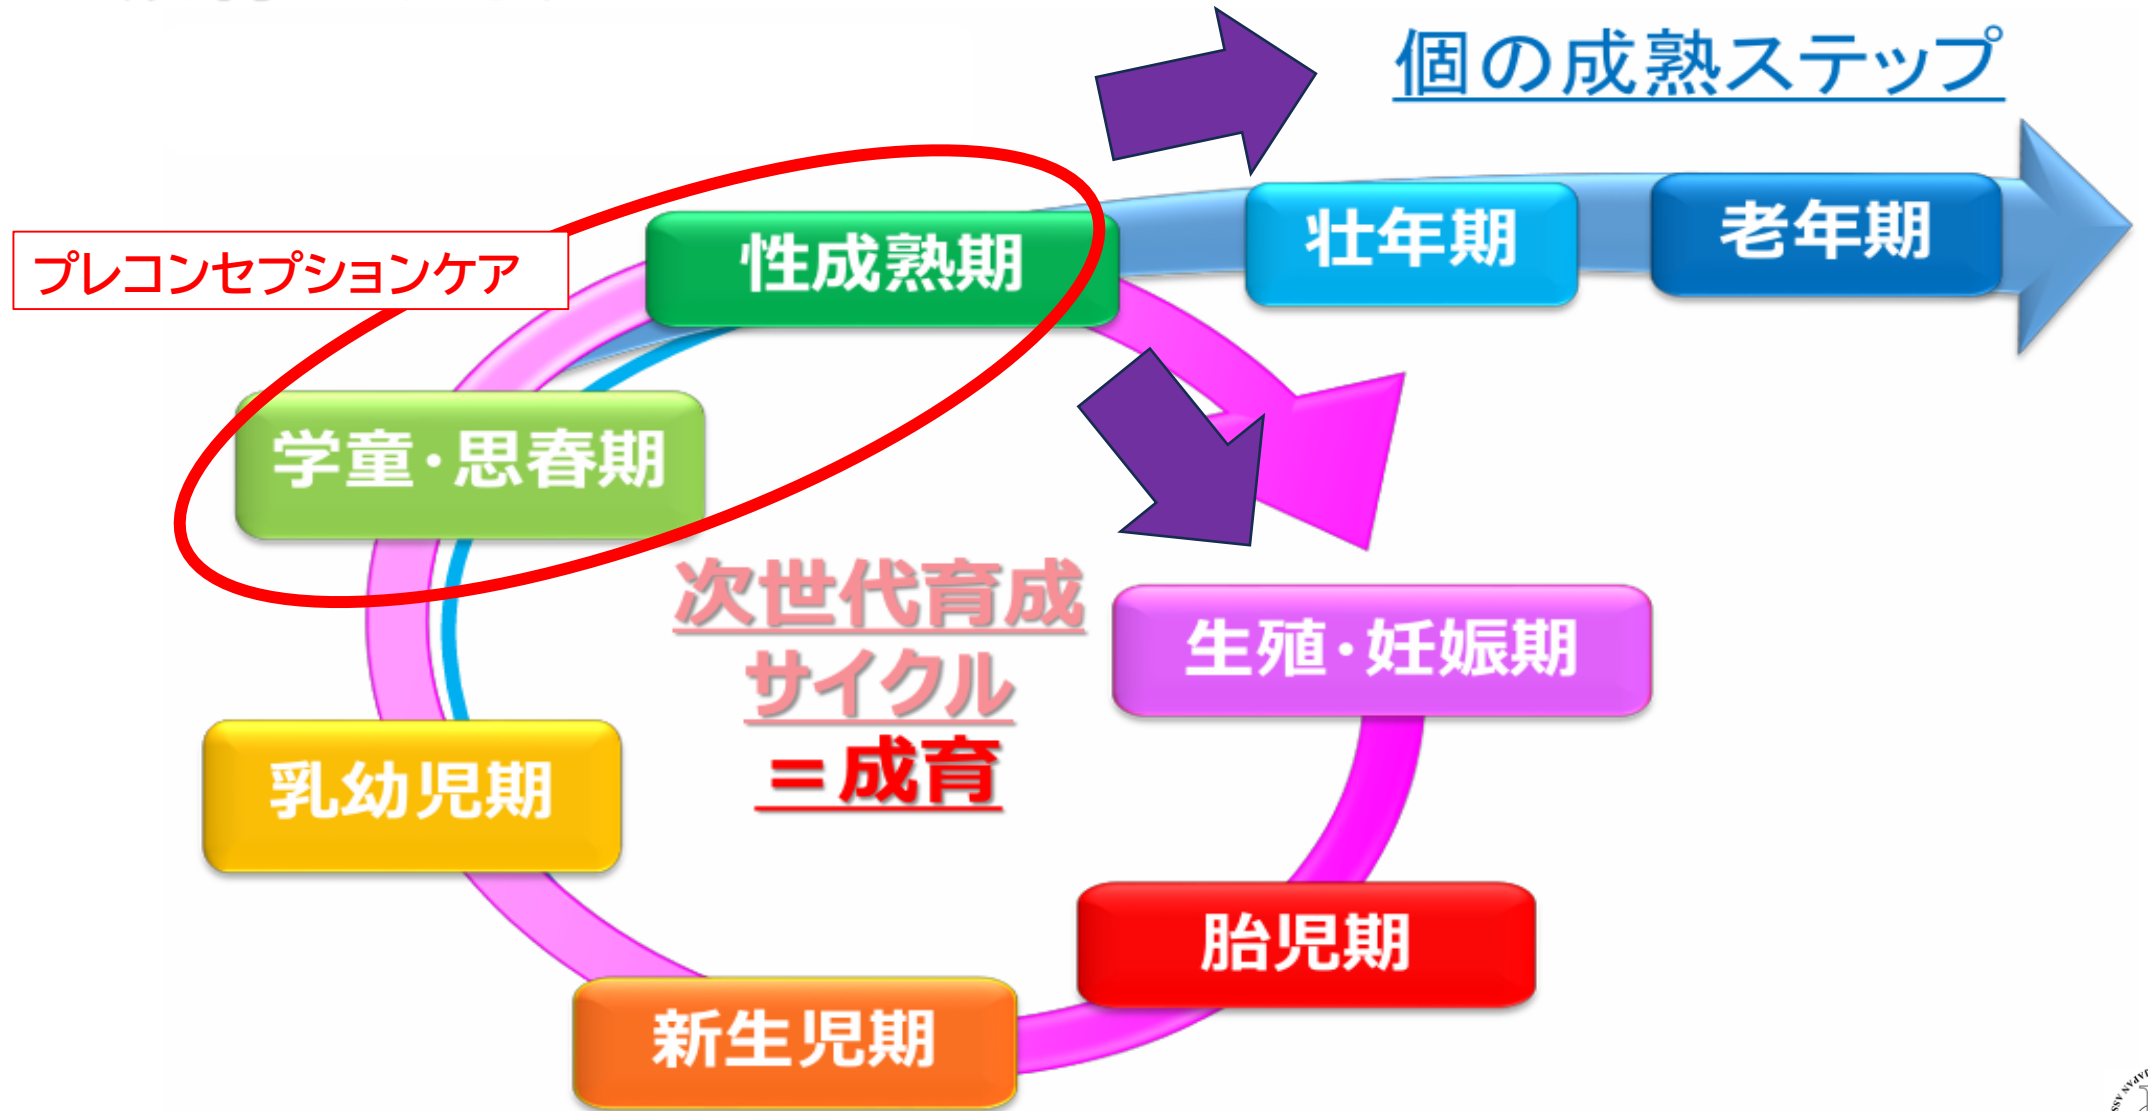 個の成熟ステップ
プレコンセプションケア
性成熟期
壮年期
老年期
学童・思春期
次世代育成
サイクル
=成育
生殖・妊娠期
乳幼児期
胎児期
新生児期
JAPAN